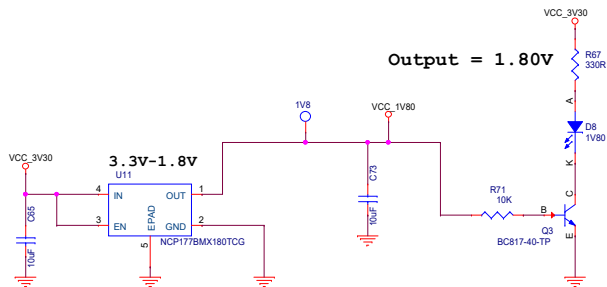 VCC_3V30
Output = 1.80V
R67
330R
A
D8
1V80
K
1V8
VCC_1V80
VCC_3V30
3.3V-1.8V
U11
C73
10uF
R71
10K
C
B
Q3
E
BC817-40-TP
C65
10uF
4
IN
OUT
1
3
EN
EPAD
GND
2
5
NCP177BMX180TCG